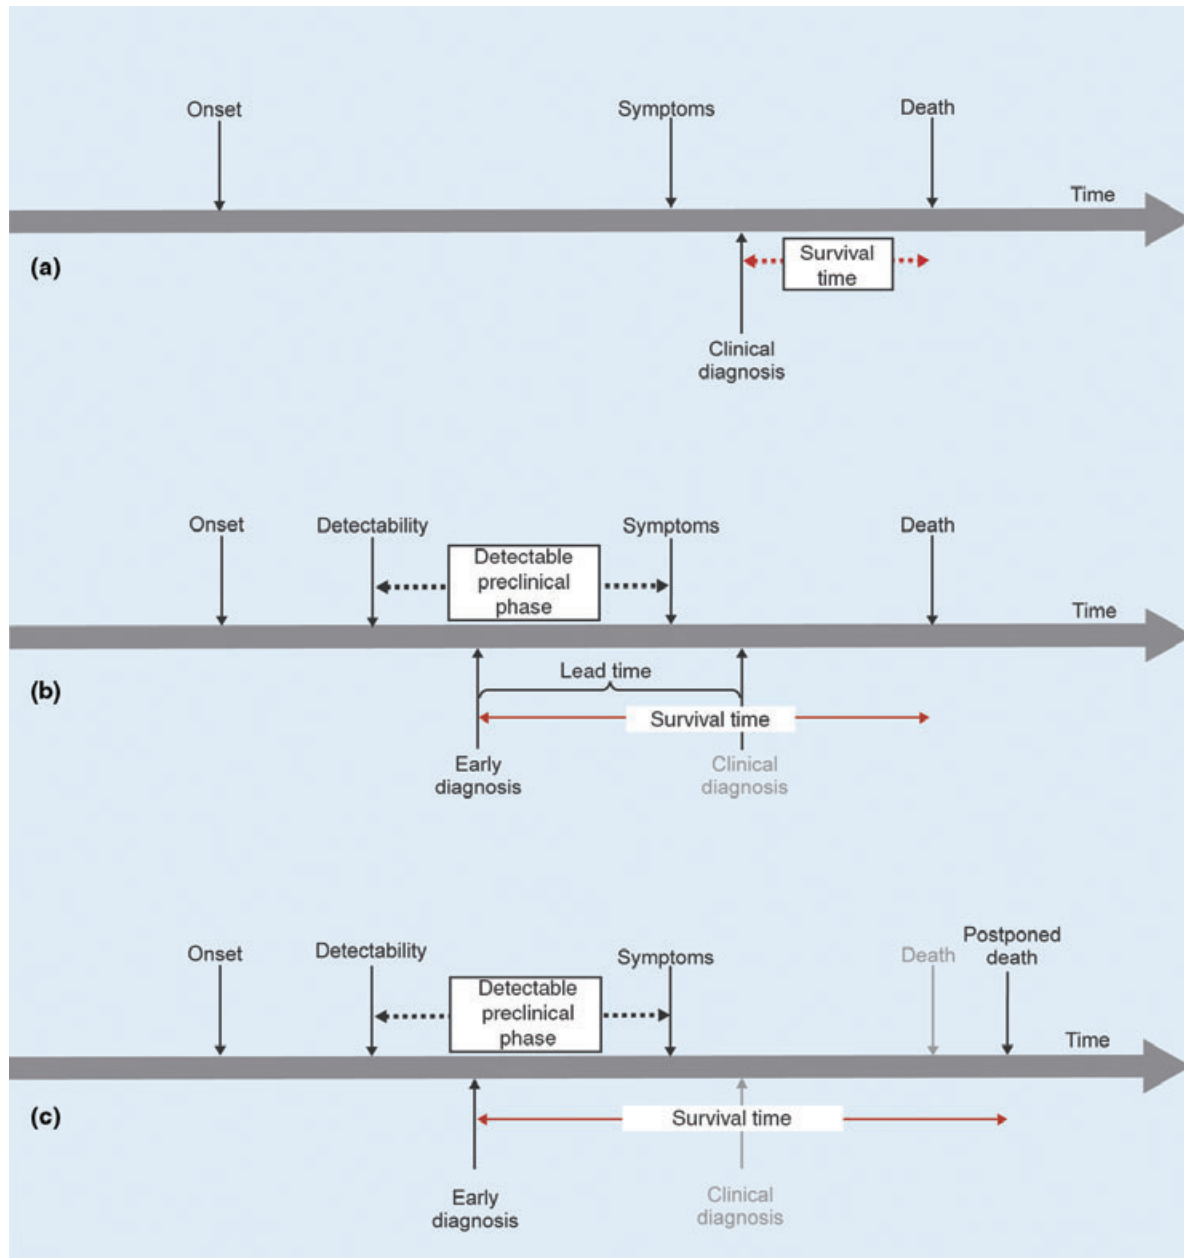 Onset
Symptoms
Death
Time
(a)
Survival
time
Clinical
diagnosis
Onset
Detectability
Symptoms
Death
Detectable
preclinical
phase
Time
Lead time
(b)
Survival time
Early
diagnosis
Clinical
diagnosis
Onset
Detectability
Symptoms
Death
Postponed
death
Detectable
preclinical
phase
Time
(c)
Survival time
Early
diagnosis
Clinical
diagnosis